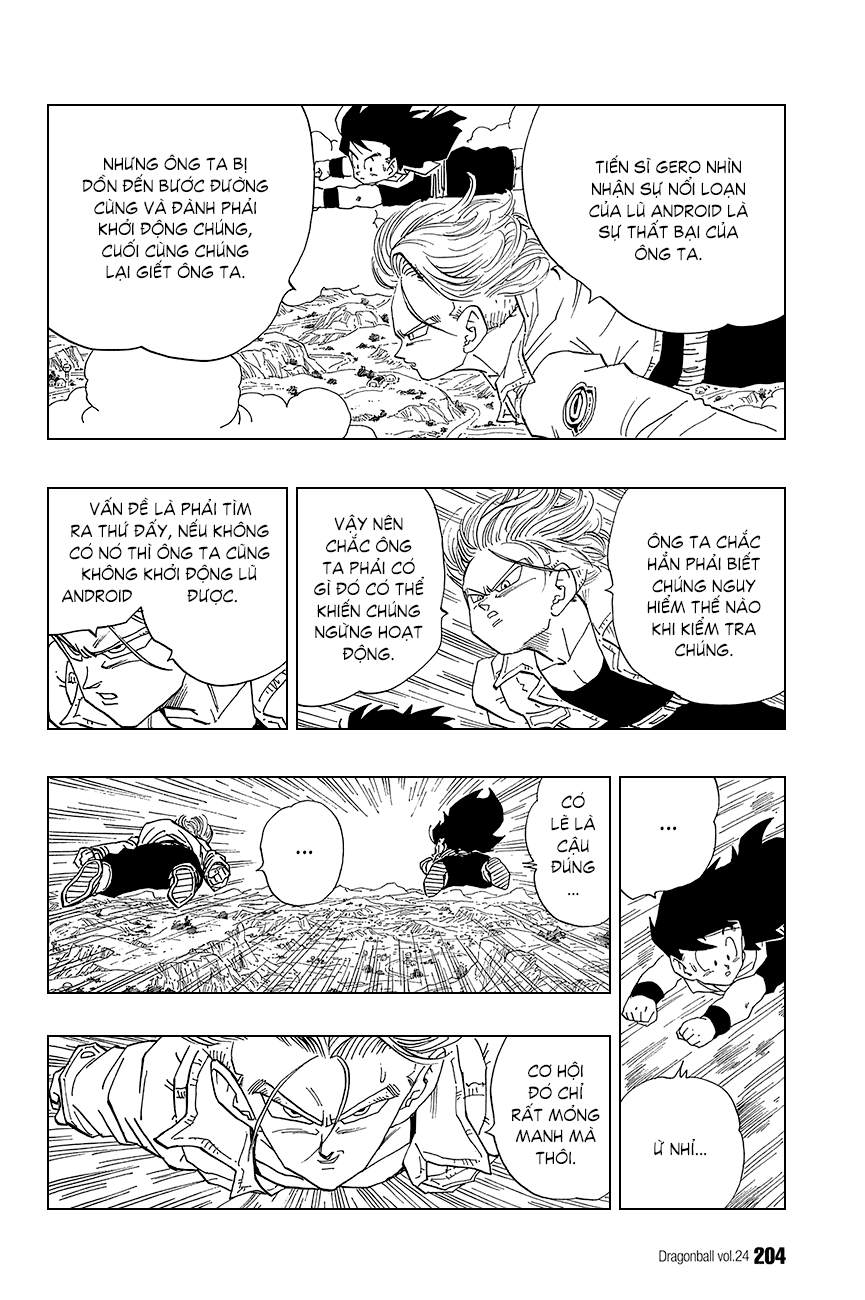 TIẾN SĨ GERO NHÌN
NHẬN SỰ NỔI LOẠN
CỦA LŨ ANDROID LÀ
SỰ THẤT BẠI CỦA
ÔNG TA.
NHƯNG ÔNG TA BỊ
DỒN ĐẾN BƯỚC ĐƯỜNG
CÙNG VÀ ĐÀNH PHẢI
KHỞI ĐỘNG CHÚNG,
CUỐI CÙNG CHÚNG
LẠI GIẾT ÔNG TA.
ÔNG TA CHẮC
HẲN PHẢI BIẾT
CHÚNG NGUY
HIỂM THẾ NÀO
KHI KIỂM TRA
CHÚNG.
VẬY NÊN
CHẮC ÔNG
TA PHẢI CÓ
GÌ ĐÓ CÓ THỂ
KHIẾN CHÚNG
NGỪNG HOẠT
ĐỘNG.
VẤN ĐỀ LÀ PHẢI TÌM
RA THỨ ĐẤY, NẾU KHÔNG
CÓ NÓ THÌ ÔNG TA CŨNG
KHÔNG KHỞI ĐỘNG LŨ
ANDROID ĐƯỢC.
...
Ừ NHỈ...
CÓ
LẼ LÀ
CẬU
ĐÚNG
...
...
CƠ HỘI
ĐÓ CHỈ
RẤT MỎNG
MANH MÀ
THÔI.
Dragonball vol.24 204